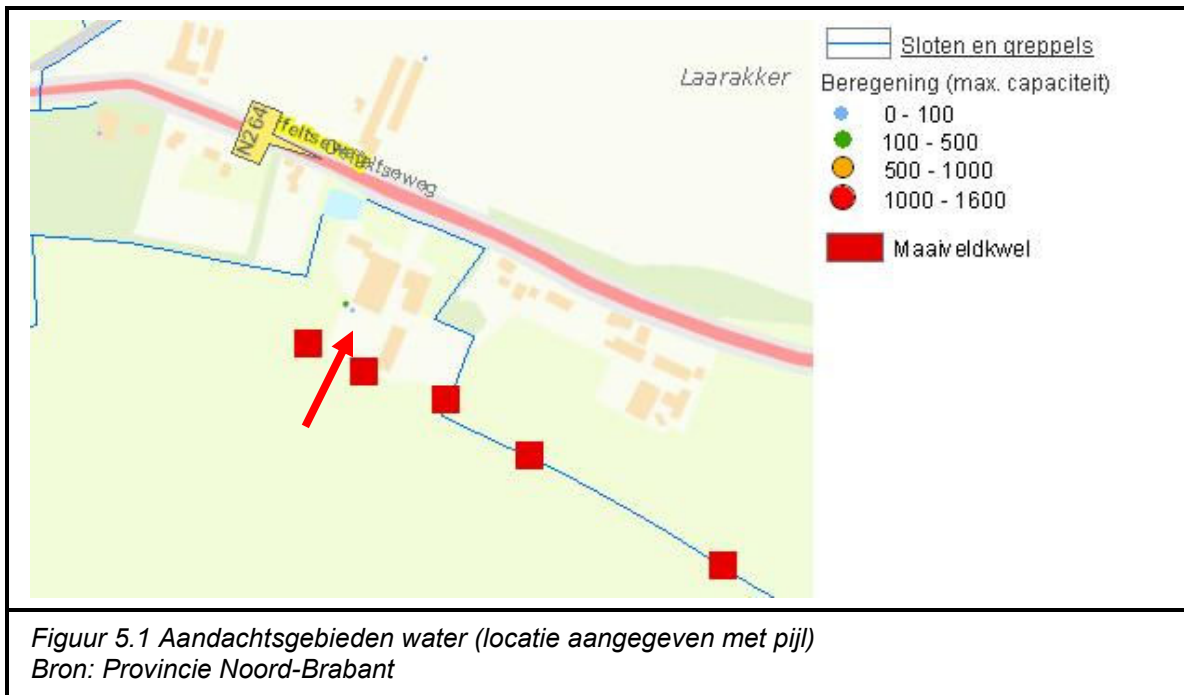 Laarakker
N264
Sloten en greppels
Beregening (max. capaciteit)
0 - 100
100 - 500
500 - 1000
1000 - 1600
Maaiveldkwel
Figuur 5.1 Aandachtsgebieden water (locatie aangegeven met pijl)
Bron: Provincie Noord-Brabant